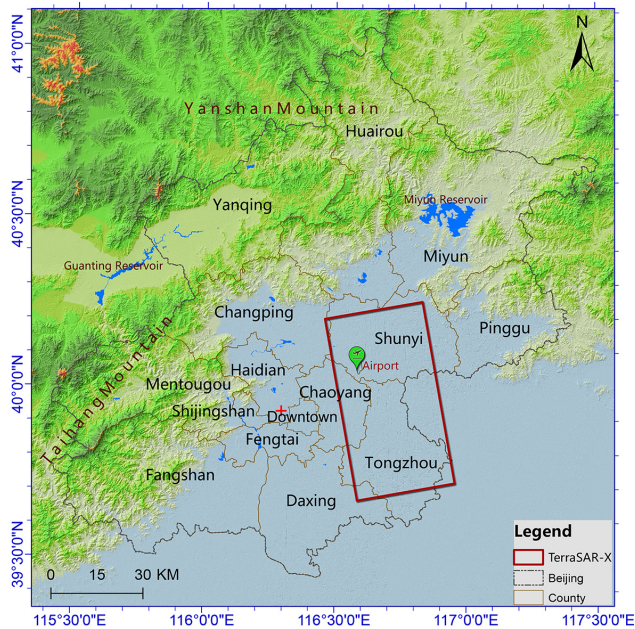 N
41°0'0"N
YanshanMountain
Huairou
40°30'0"N
Miyun Reservoir
Yanqing
Miyun
Guanting Reservoir
Changping
Shunyi
Pinggu
TaihangMountain
Airport
Haidian
40°0'0"N
Mentougou
Chaoyang
Shijingshan
Downtown
Fengtai
Tongzhou
Fangshan
Daxing
39°30'0"N
Legend
TerraSAR-X
Beijing
County
0 15 30 KM
115°30'0"E 116°0'0"E 116°30'0"E 117°0'0"E 117°30'0"E